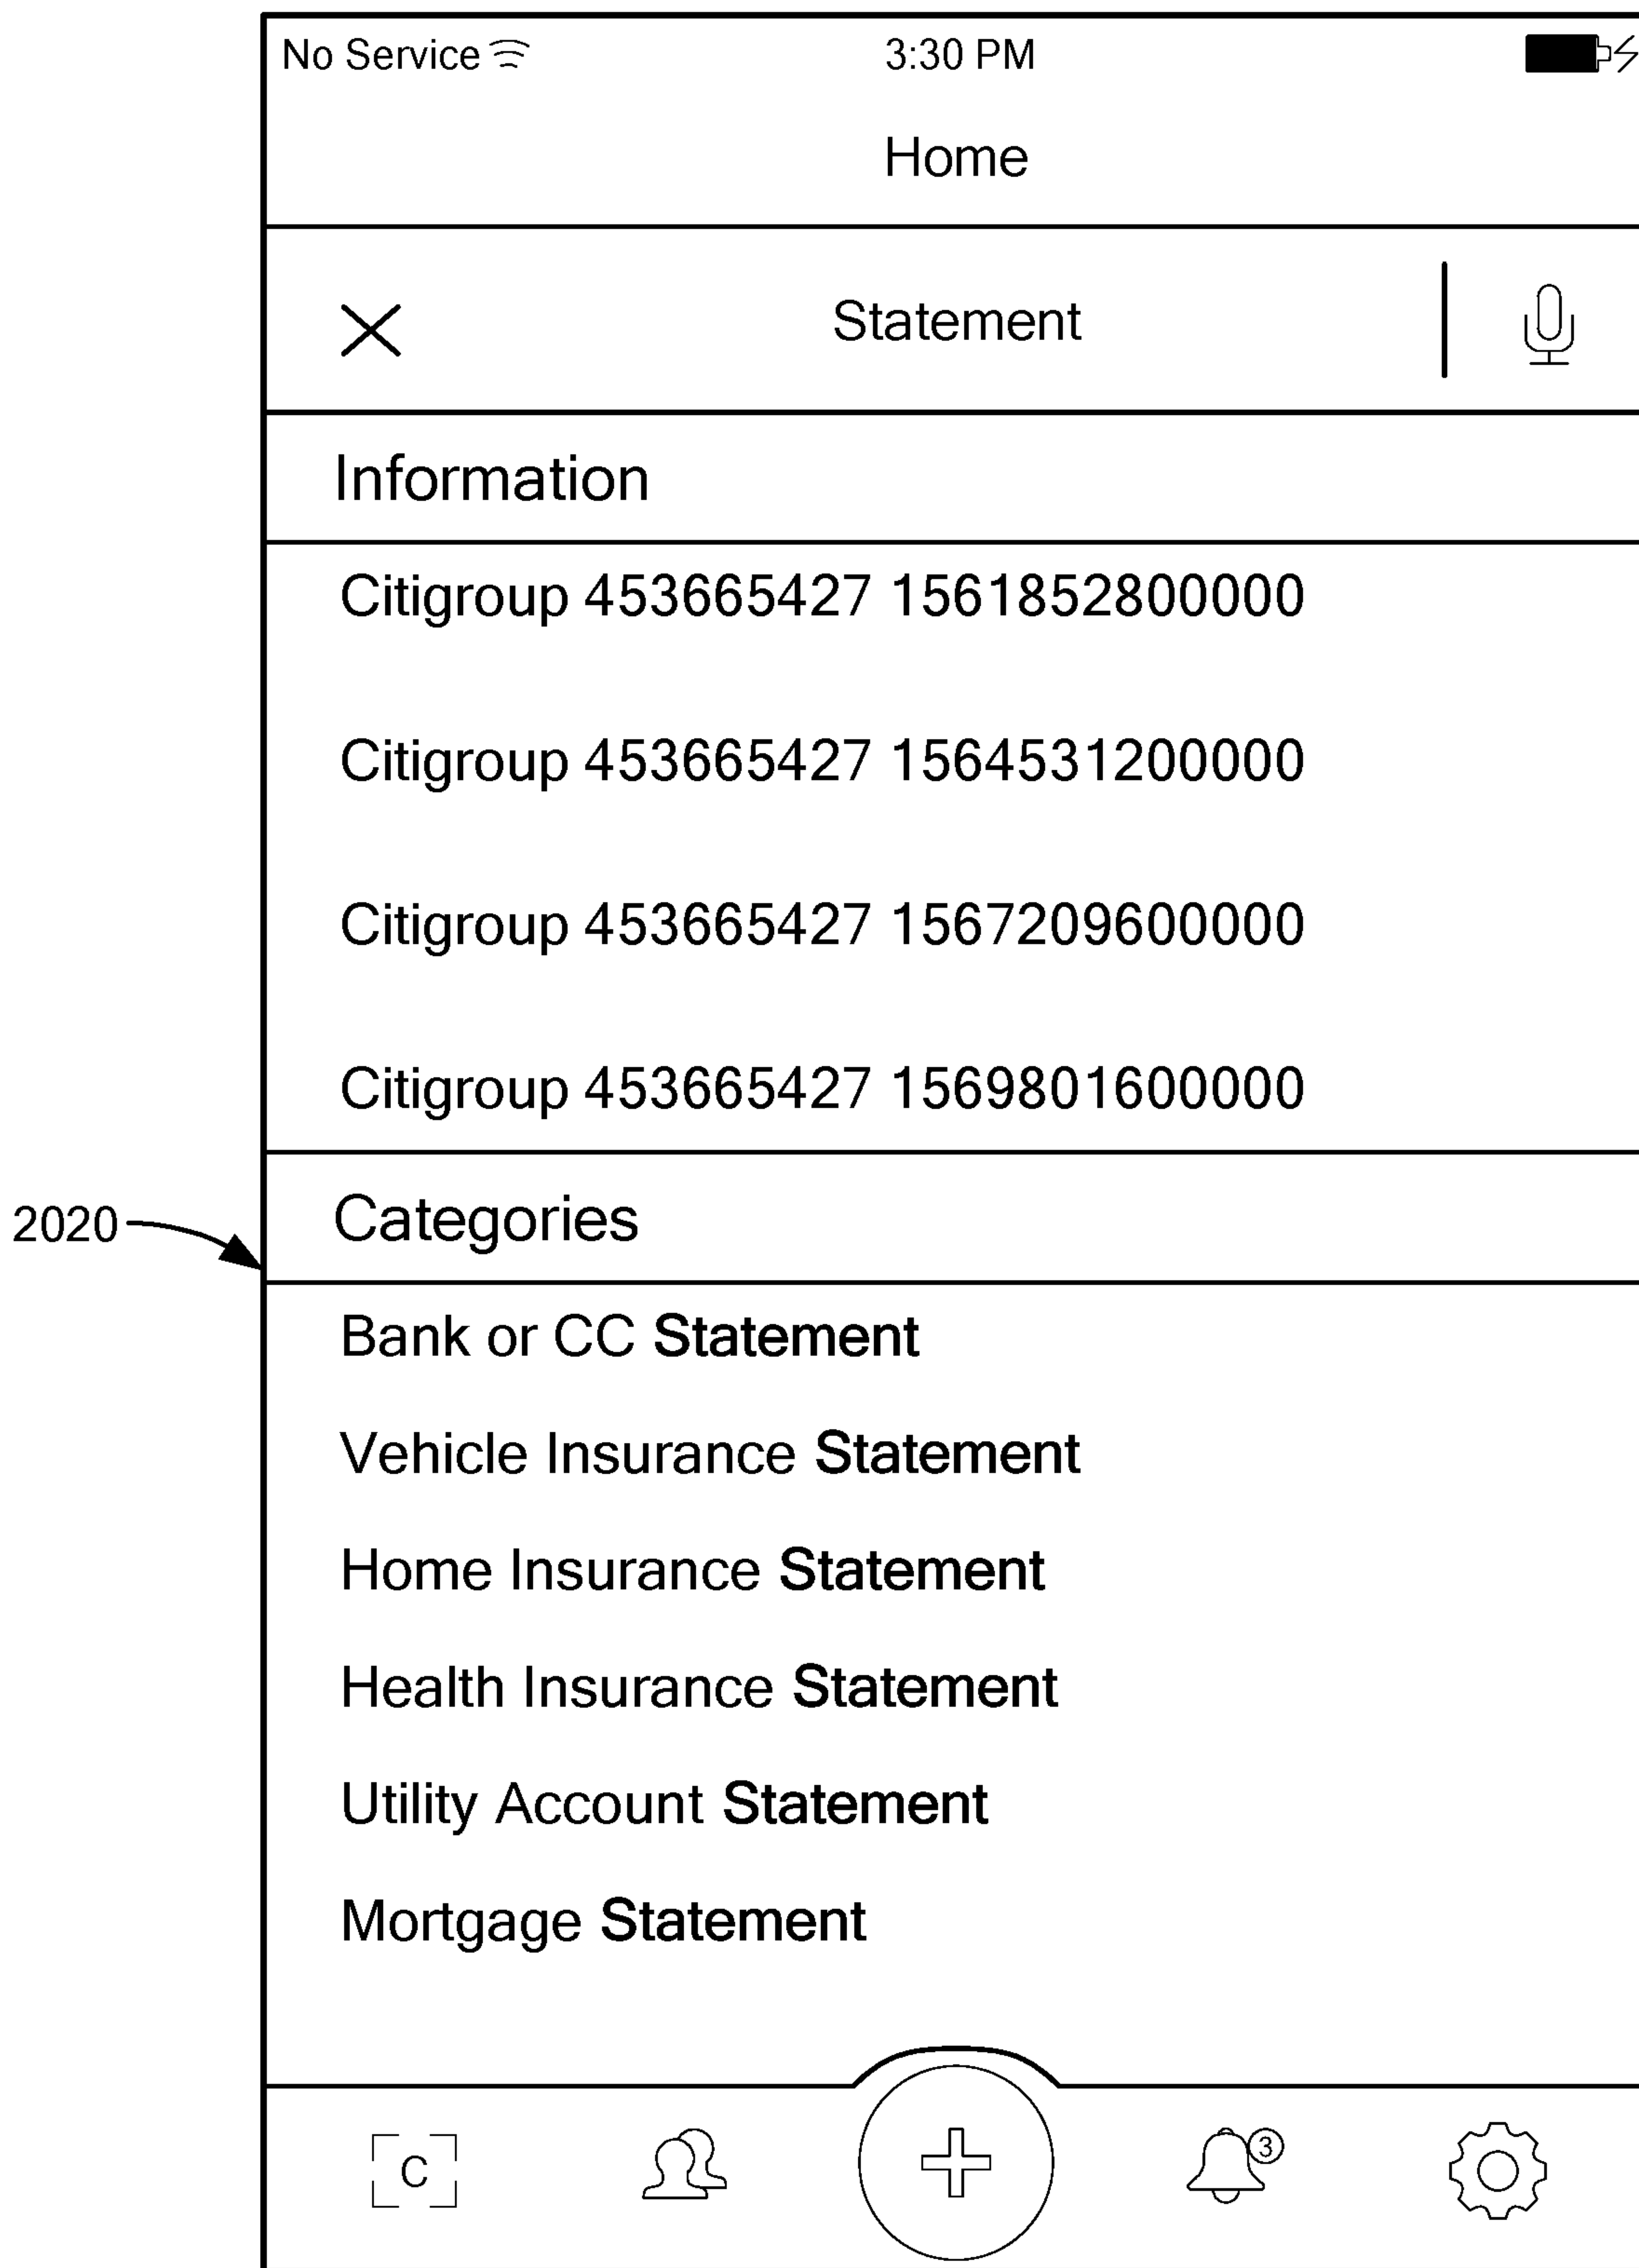 No Service 3:30 PM
Home
Statement
Information
Citigroup 453665427 1561852800000
Citigroup 453665427 1564531200000
Citigroup 453665427 1567209600000
Citigroup 453665427 1569801600000
2020
Categories
Bank or CC Statement
Vehicle Insurance Statement
Home Insurance Statement
Health Insurance Statement
Utility Account Statement
Mortgage Statement
C 3